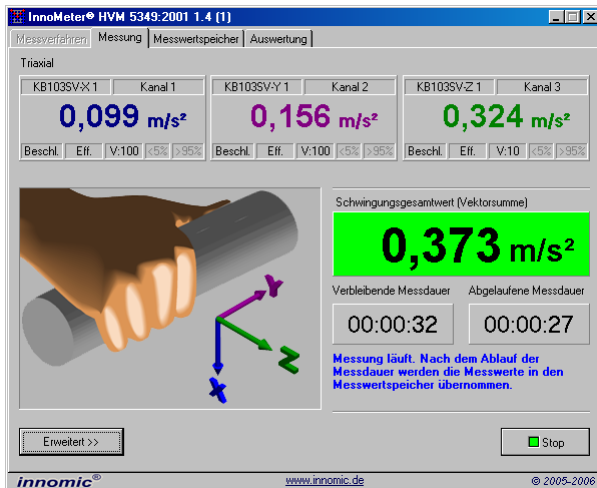 InnoMeter® HVM 5349:2001 1.4 (1)
Messverfahren Messung Messwertspeicher Auswertung
Triaxial
KB103SV-X 1 Kanal 1
0,099 m/s²
Beschl. Eff. V:100 <5% >95%
KB103SV-Y 1 Kanal 2
0,156 m/s²
Beschl. Eff. V:100 <5% >95%
KB103SV-Z 1 Kanal 3
0,324 m/s²
Beschl. Eff. V:10 <5% >95%
Y
Z
X
Schwingungsgesamtwert (Vektorsumme)
0,373 m/s²
Verbleibende Messdauer Abgelaufene Messdauer
00:00:32 00:00:27
Messung läuft. Nach dem Ablauf der
Messdauer werden die Messwerte in den
Messwertspeicher übernommen.
Erweitert >> Stop
innomic® www.innomic.de © 2005-2006